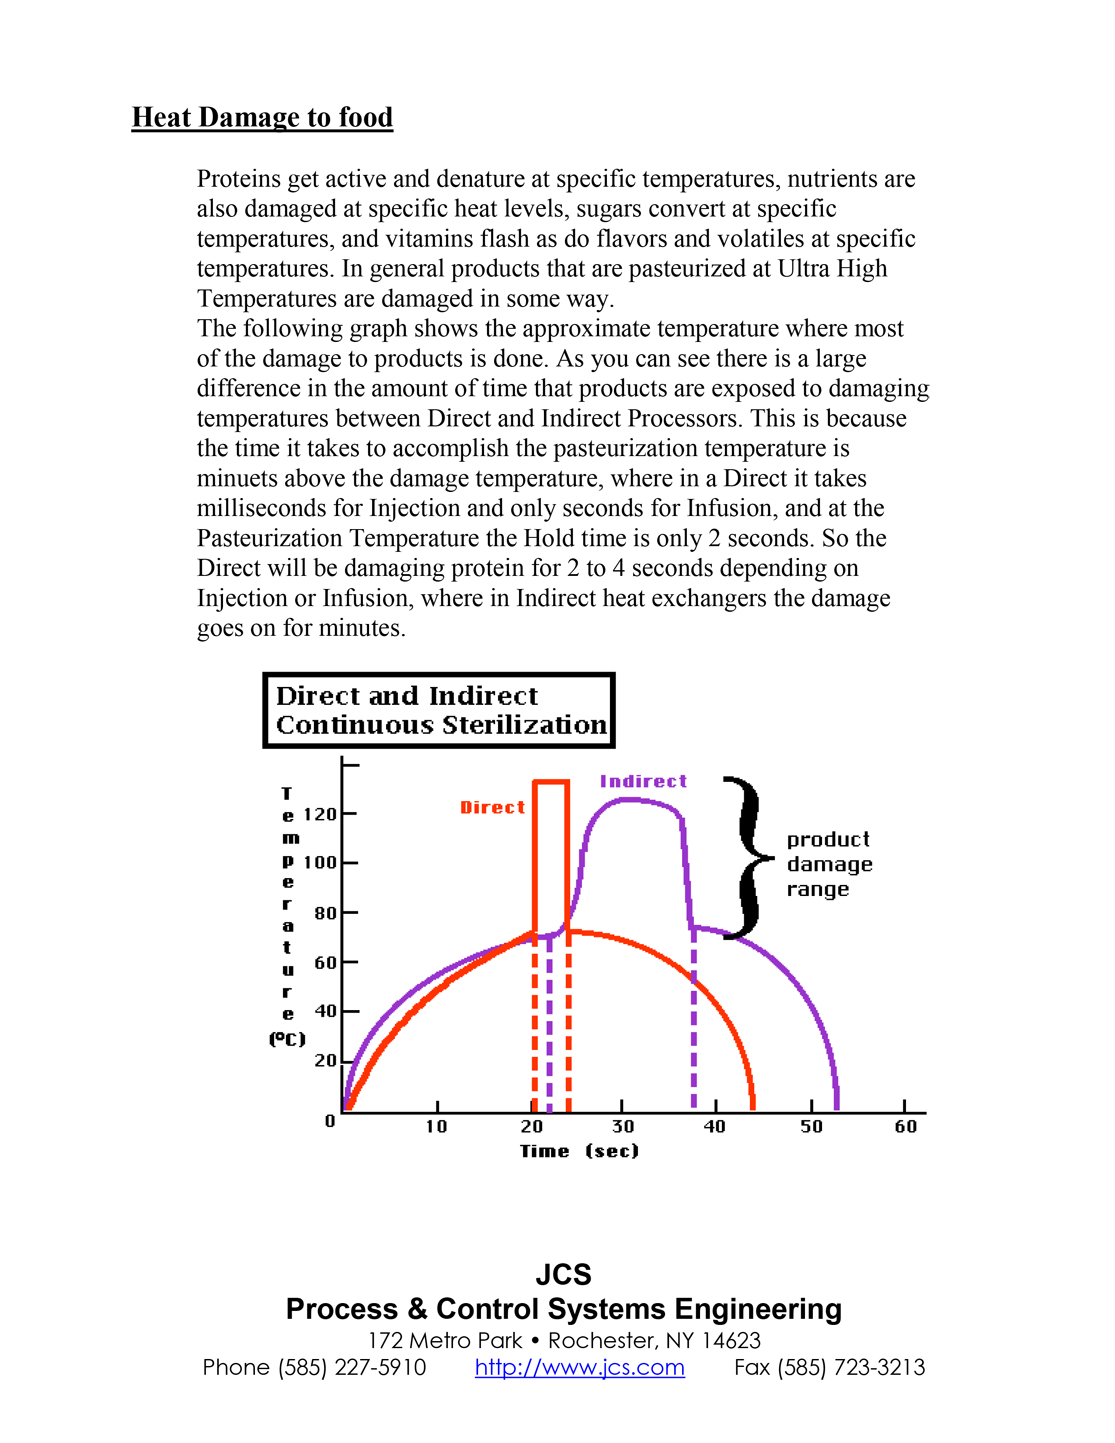 Heat Damage to food
Proteins get active and denature at specific temperatures, nutrients are
also damaged at specific heat levels, sugars convert at specific
temperatures, and vitamins flash as do flavors and volatiles at specific
temperatures. In general products that are pasteurized at Ultra High
Temperatures are damaged in some way.
The following graph shows the approximate temperature where most
of the damage to products is done. As you can see there is a large
difference in the amount of time that products are exposed to damaging
temperatures between Direct and Indirect Processors. This is because
the time it takes to accomplish the pasteurization temperature is
minuets above the damage temperature, where in a Direct it takes
milliseconds for Injection and only seconds for Infusion, and at the
Pasteurization Temperature the Hold time is only 2 seconds. So the
Direct will be damaging protein for 2 to 4 seconds depending on
Injection or Infusion, where in Indirect heat exchangers the damage
goes on for minutes.
Direct and Indirect
Continuous Sterilization
Temperature
(°C)
120
100
80
60
40
20
0
Direct
Indirect
product
damage
range
10 20 30 40 50 60
Time (sec)
JCS
Process & Control Systems Engineering
172 Metro Park • Rochester, NY 14623
Phone (585) 227-5910 http://www.jcs.com Fax (585) 723-3213